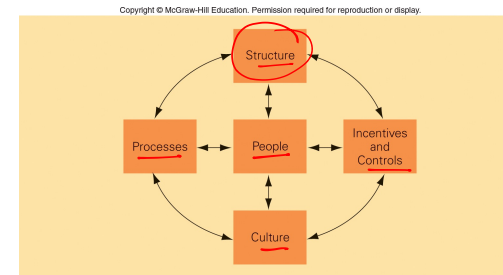 Copyright © McGraw-Hill Education. Permission required for reproduction or display.
Structure
Processes
People
Incentives
and
Controls
Culture